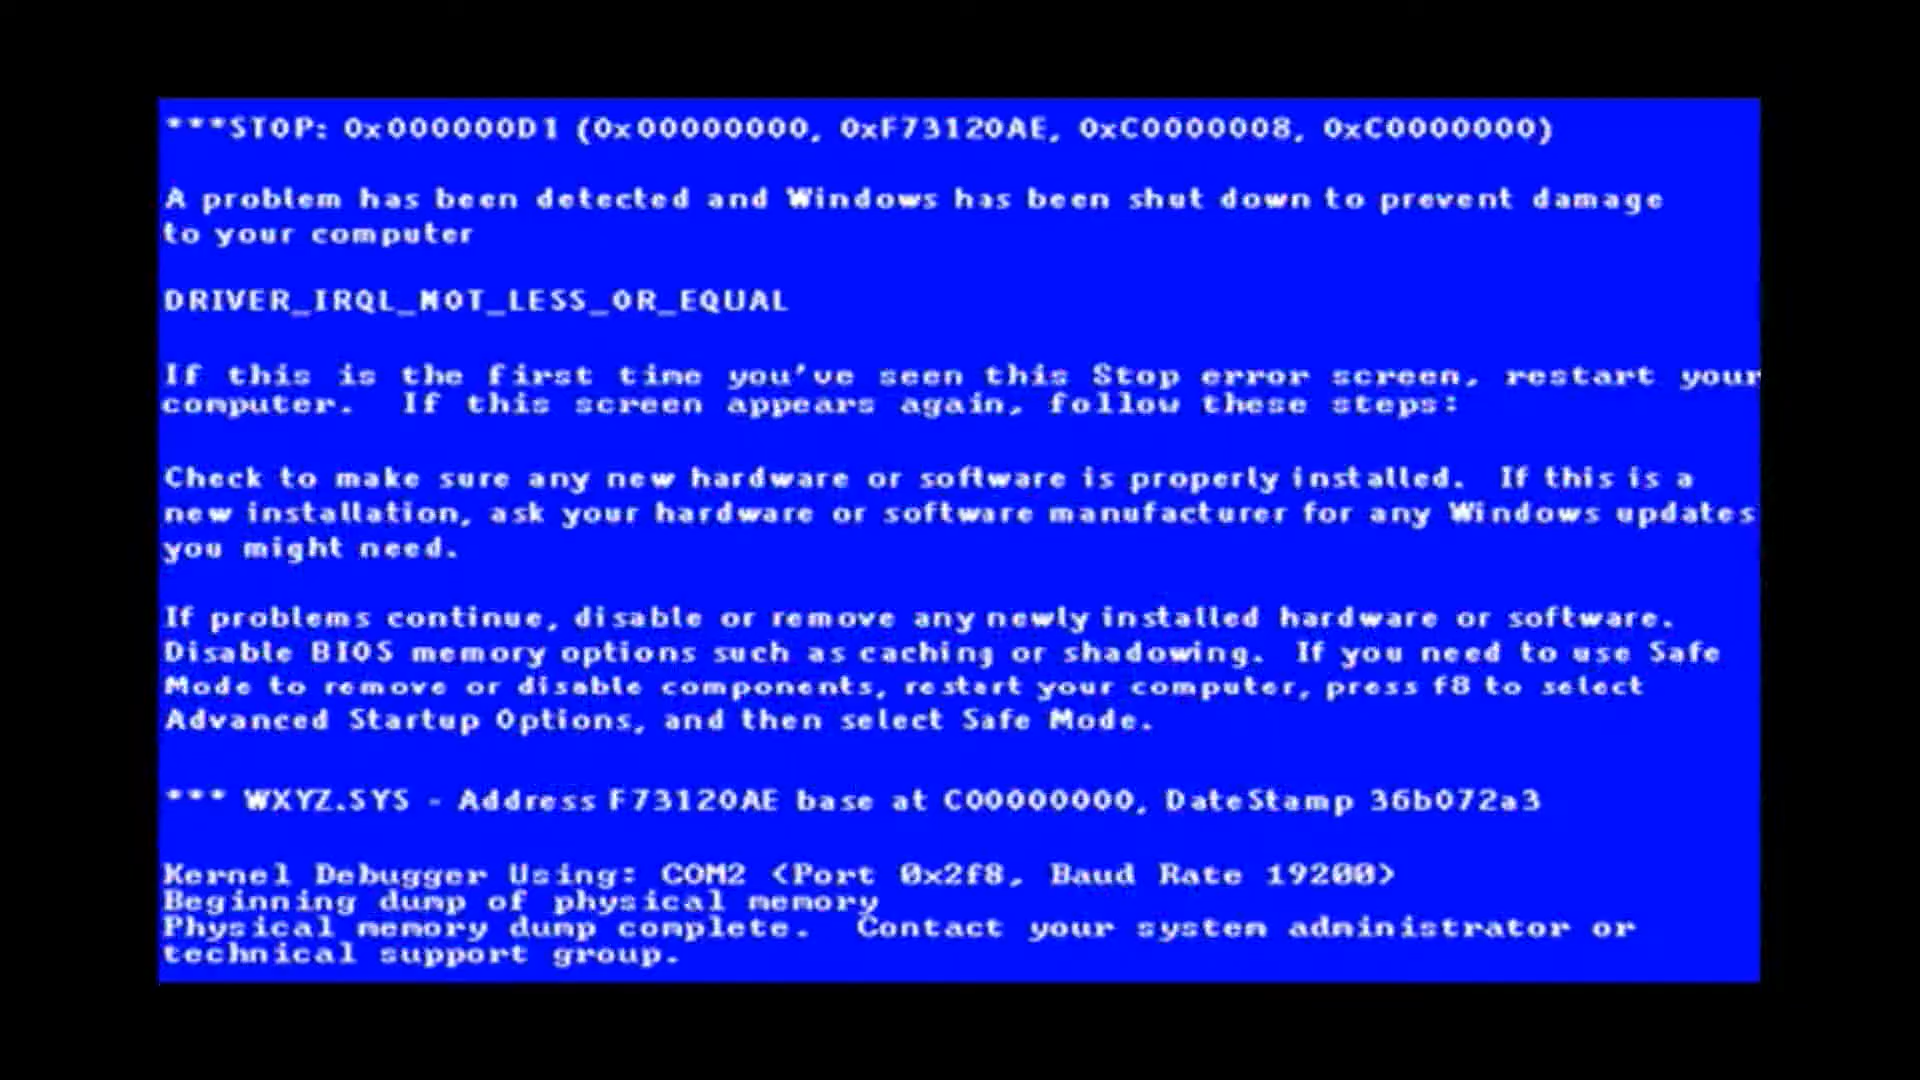 ***STOP: 0x000000D1 (0x00000000, 0xF73120AE, 0xC0000008, 0xC0000000)
A problem has been detected and Windows has been shut down to prevent damage
to your computer
DRIVER_IRQL_NOT_LESS_OR_EQUAL
If this is the first time you've seen this Stop error screen, restart your
computer. If this screen appears again, follow these steps:
Check to make sure any new hardware or software is properly installed. If this is a
new installation, ask your hardware or software manufacturer for any Windows updates
you might need.
If problems continue, disable or remove any newly installed hardware or software.
Disable BIOS memory options such as caching or shadowing. If you need to use Safe
Mode to remove or disable components, restart your computer, press f8 to select
Advanced Startup Options, and then select Safe Mode.
*** WXYZ.SYS - Address F73120AE base at C00000000, DateStamp 36b072a3
Kernel Debugger Using: COM2 (Port 0x2f8, Baud Rate 19200)
Beginning dump of physical memory
Physical memory dump complete. Contact your system administrator or
technical support group.